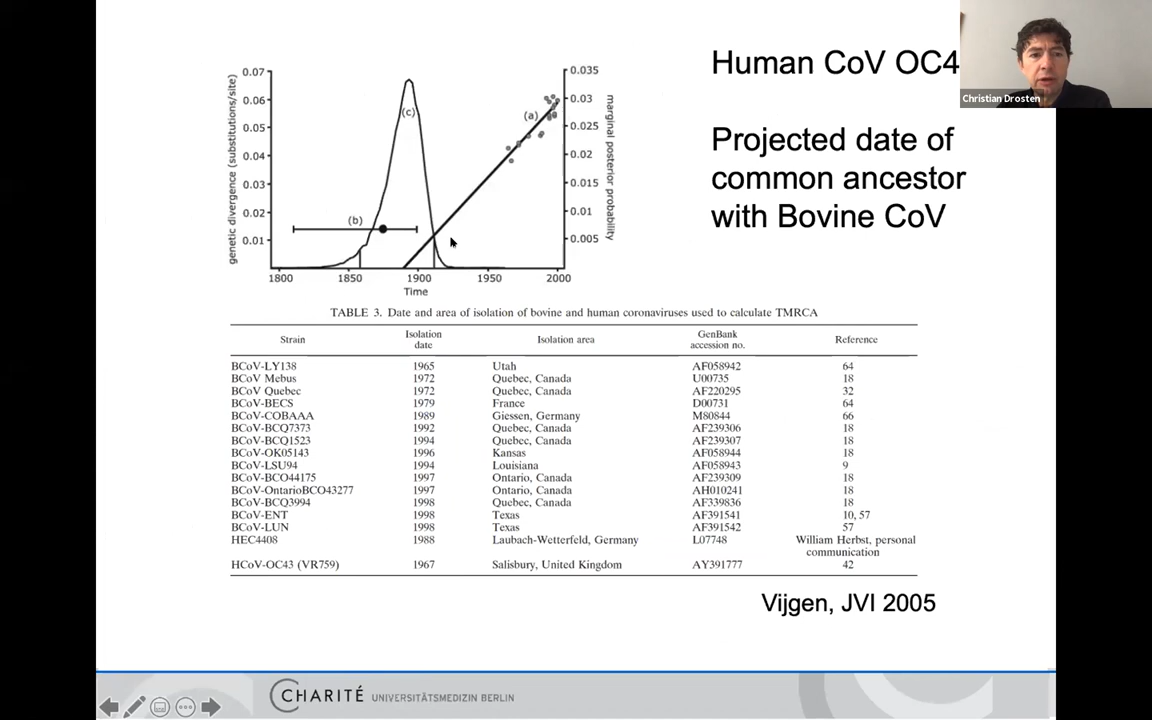 Human CoV OC4
Christian Drosten
Projected date of
common ancestor
with Bovine CoV
genetic divergence (substitutions/site)
0.07
0.06
0.05
0.04
0.03
0.02
0.01
(a)
(b)
(c)
0.035
0.03
0.025
0.02
0.015
0.01
0.005
marginal posterior probability
1800 1850 1900 1950 2000
Time
TABLE 3. Date and area of isolation of bovine and human coronaviruses used to calculate TMRCA
Strain Isolation date Isolation area GenBank accession no. Reference
BCoV-LY138 1965 Utah AF058942 64
BCoV Mebus 1972 Quebec, Canada U00735 18
BCoV Quebec 1972 Quebec, Canada AF220295 32
BCoV-BECS 1979 France D00731 64
BCoV-COBAAA 1989 Giessen, Germany M80844 66
BCoV-BCQ7373 1992 Quebec, Canada AF239306 18
BCoV-BCQ1523 1994 Quebec, Canada AF239307 18
BCoV-OK05143 1996 Kansas AF058944 18
BCoV-LSU94 1994 Louisiana AF058943 9
BCoV-BCO44175 1997 Ontario, Canada AF239309 18
BCoV-OntarioBCO43277 1997 Ontario, Canada AH010241 18
BCoV-BCQ3994 1998 Quebec, Canada AF339836 18
BCoV-ENT 1998 Texas AF391541 10, 57
BCoV-LUN 1998 Texas AF391542 57
HEC4408 1988 Laubach-Wetterfeld, Germany L07748 William Herbst, personal communication
HCoV-OC43 (VR759) 1967 Salisbury, United Kingdom AY391777 42
Vijgen, JVI 2005
CHARITÉ UNIVERSITÄTSMEDIZIN BERLIN